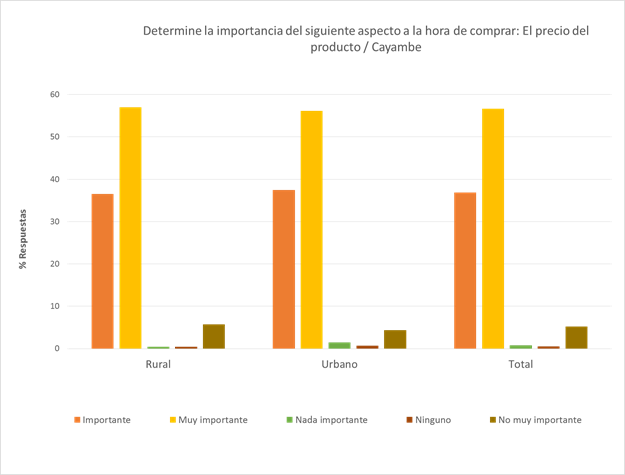 Determine la importancia del siguiente aspecto a la hora de comprar: El precio del
producto / Cayambe
60
50
40
30
20
10
0
% Respuestas
Rural
Urbano
Total
Importante
Muy importante
Nada importante
Ninguno
No muy importante